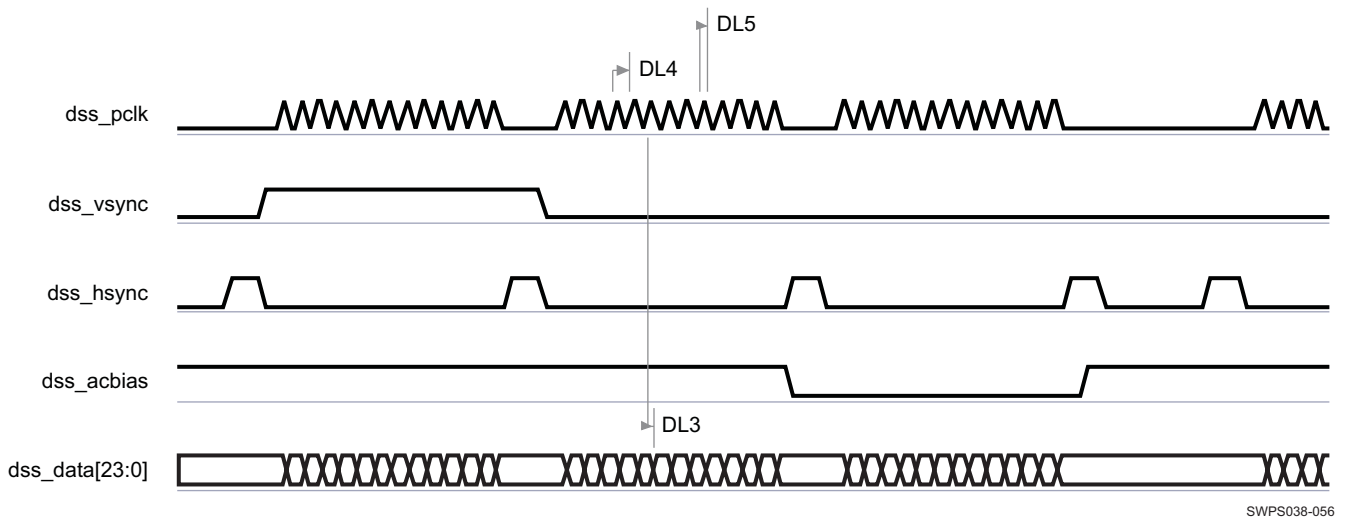 DL5
DL4
dss_pclk
dss_vsync
dss_hsync
dss_acbias
DL3
dss_data[23:0]
SWPS038-056